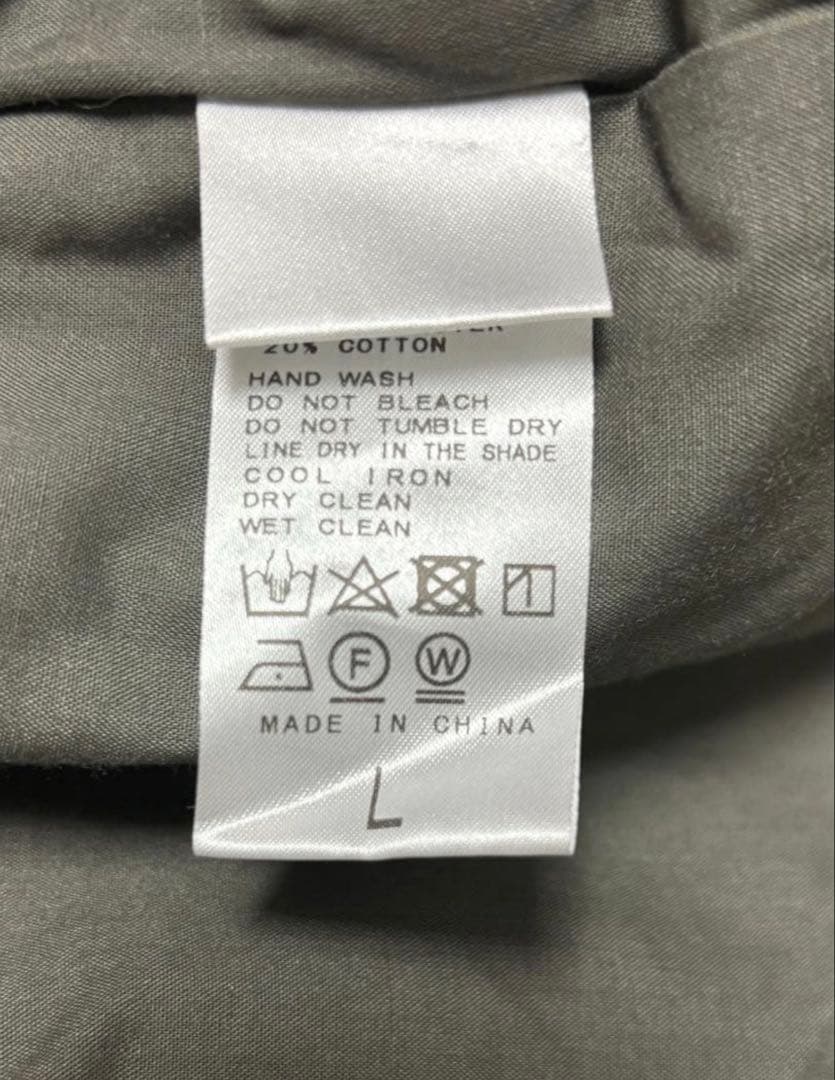 20% COTTON
HAND WASH
DO NOT BLEACH
DO NOT TUMBLE DRY
LINE DRY IN THE SHADE
COOL IRON
DRY CLEAN
WET CLEAN
F W
MADE IN CHINA
L